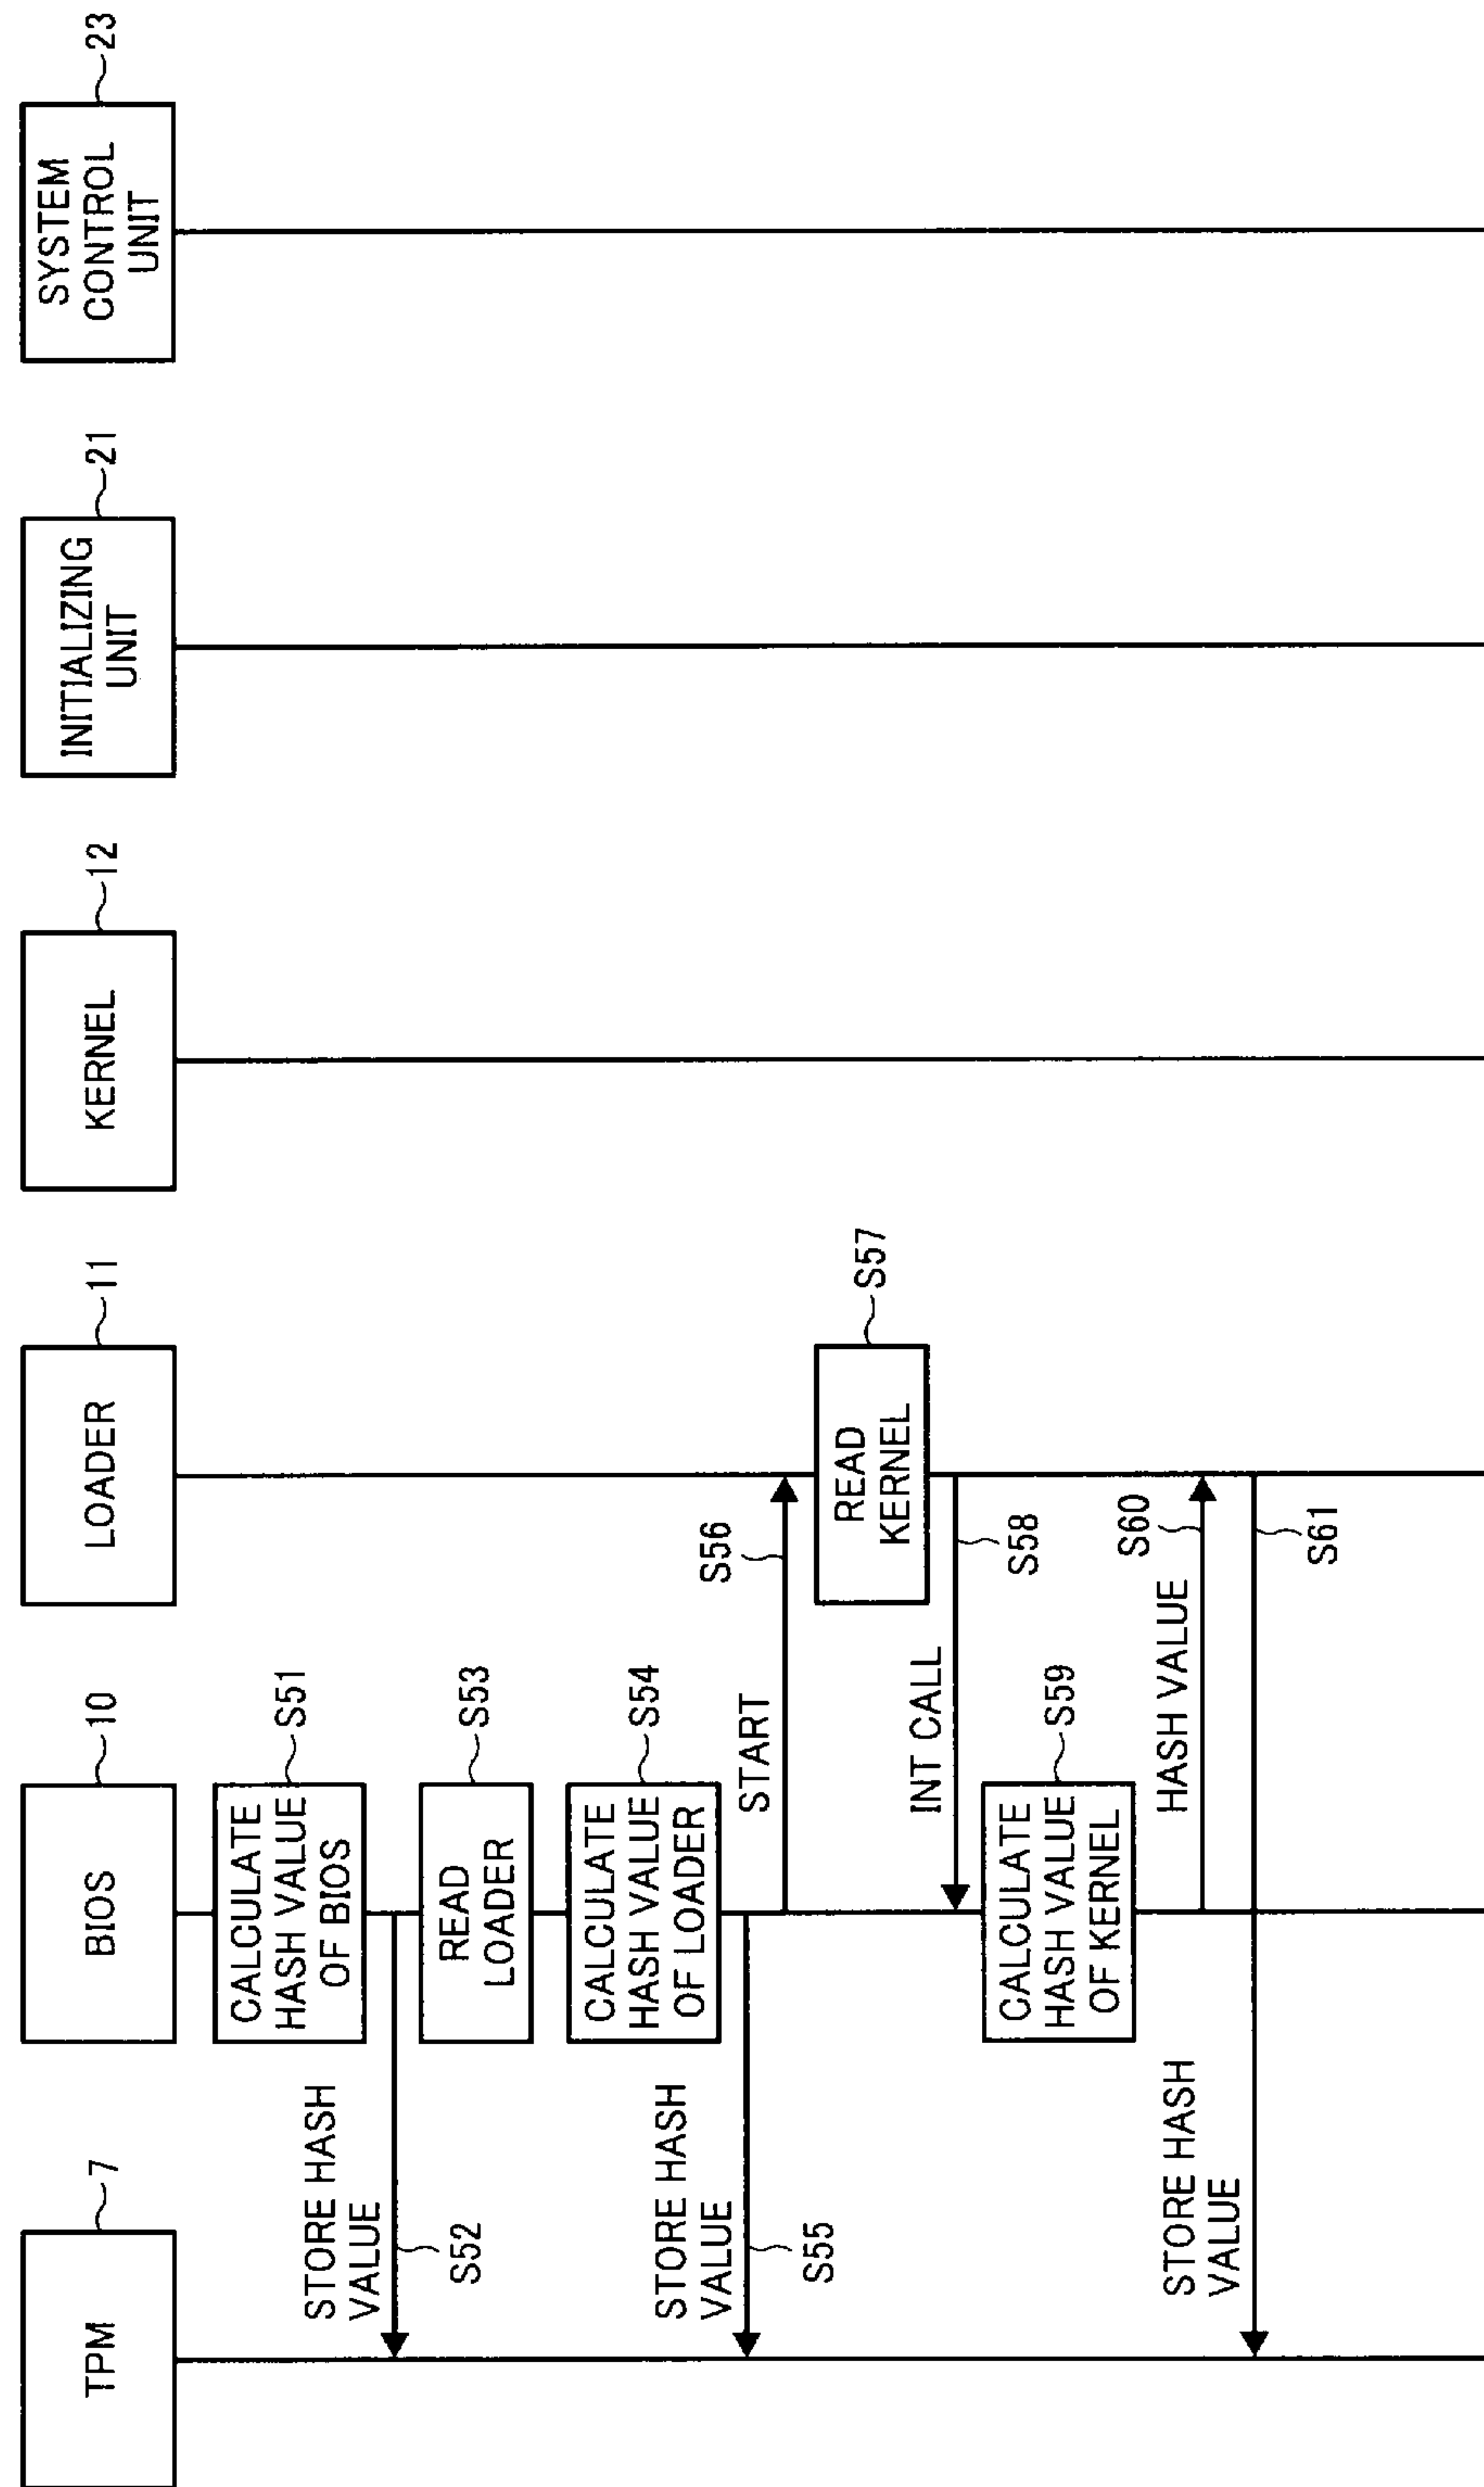 TPM
7
BIOS
10
LOADER
11
KERNEL
12
INITIALIZING
UNIT
21
SYSTEM
CONTROL
UNIT
23
CALCULATE
HASH VALUE
OF BIOS
S51
STORE HASH
VALUE
S52
READ
LOADER
S53
CALCULATE
HASH VALUE
OF LOADER
S54
STORE HASH
VALUE
S55
START
S56
READ
KERNEL
S57
INT CALL
S58
CALCULATE
HASH VALUE
OF KERNEL
S59
HASH VALUE
S60
STORE HASH
VALUE
S61